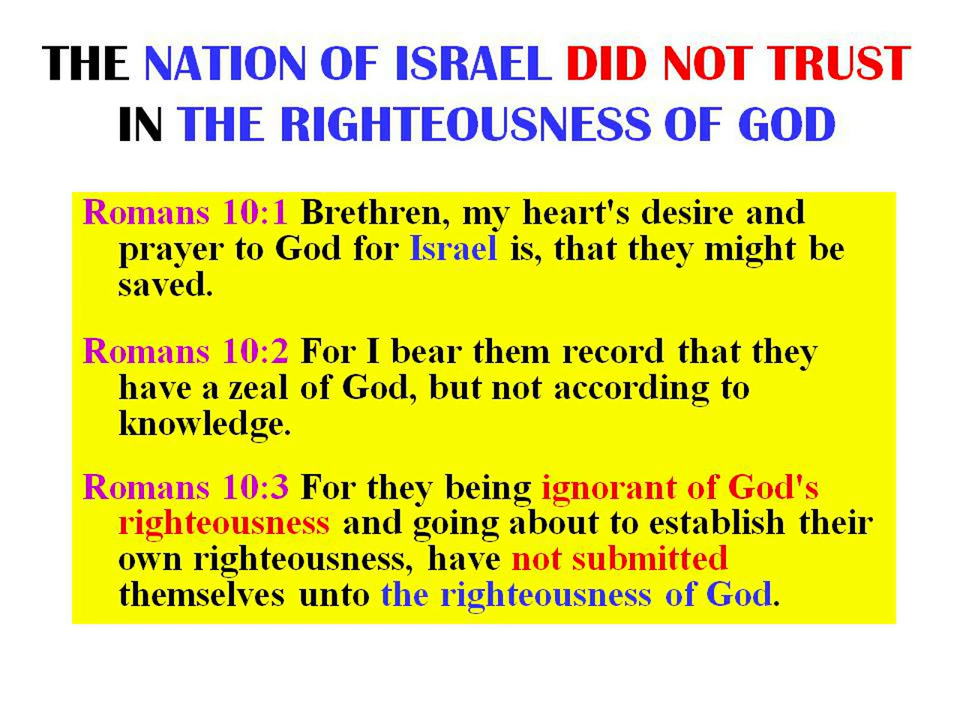 THE NATION OF ISRAEL DID NOT TRUST
IN THE RIGHTEOUSNESS OF GOD
Romans 10:1 Brethren, my heart's desire and
prayer to God for Israel is, that they might be
saved.
Romans 10:2 For I bear them record that they
have a zeal of God, but not according to
knowledge.
Romans 10:3 For they being ignorant of God's
righteousness and going about to establish their
own righteousness, have not submitted
themselves unto the righteousness of God.